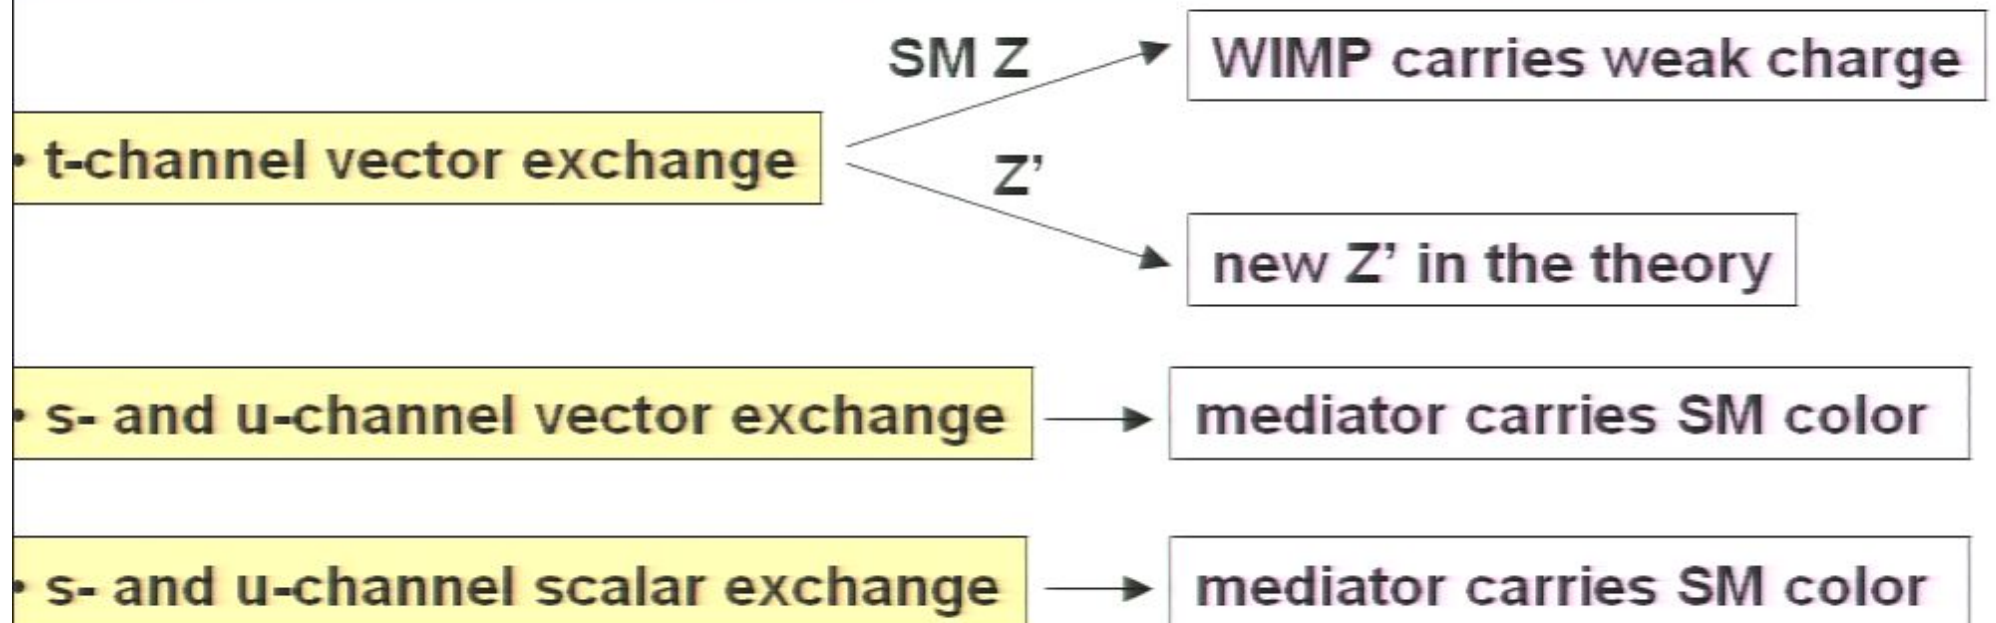 SM Z
WIMP carries weak charge
• t-channel vector exchange
Z’
new Z’ in the theory
• s- and u-channel vector exchange
mediator carries SM color
• s- and u-channel scalar exchange
mediator carries SM color